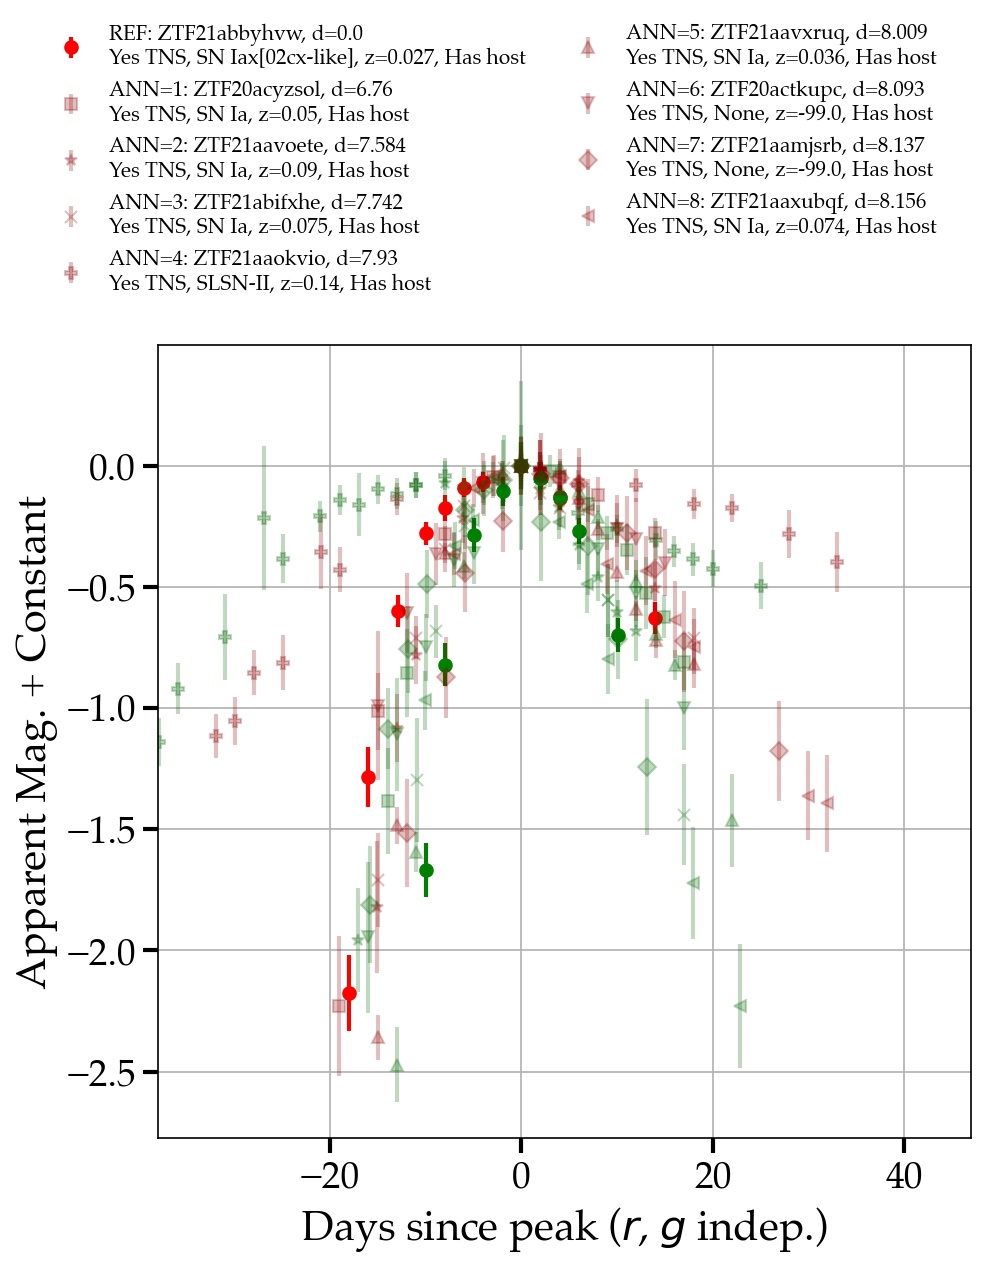 REF: ZTF21abbyhvw, d=0.0
Yes TNS, SN Iax[02cx-like], z=0.027, Has host
ANN=1: ZTF20acyzsol, d=6.76
Yes TNS, SN Ia, z=0.05, Has host
ANN=2: ZTF21aavoete, d=7.584
Yes TNS, SN Ia, z=0.09, Has host
ANN=3: ZTF21abifxhe, d=7.742
Yes TNS, SN Ia, z=0.075, Has host
ANN=4: ZTF21aaokvio, d=7.93
Yes TNS, SLSN-II, z=0.14, Has host
ANN=5: ZTF21aavxruq, d=8.009
Yes TNS, SN Ia, z=0.036, Has host
ANN=6: ZTF20actkupc, d=8.093
Yes TNS, None, z=-99.0, Has host
ANN=7: ZTF21aamjsrb, d=8.137
Yes TNS, None, z=-99.0, Has host
ANN=8: ZTF21aaxubqf, d=8.156
Yes TNS, SN Ia, z=0.074, Has host
Apparent Mag. + Constant
0.0
−0.5
−1.0
−1.5
−2.0
−2.5
−20
0
20
40
Days since peak (r, g indep.)